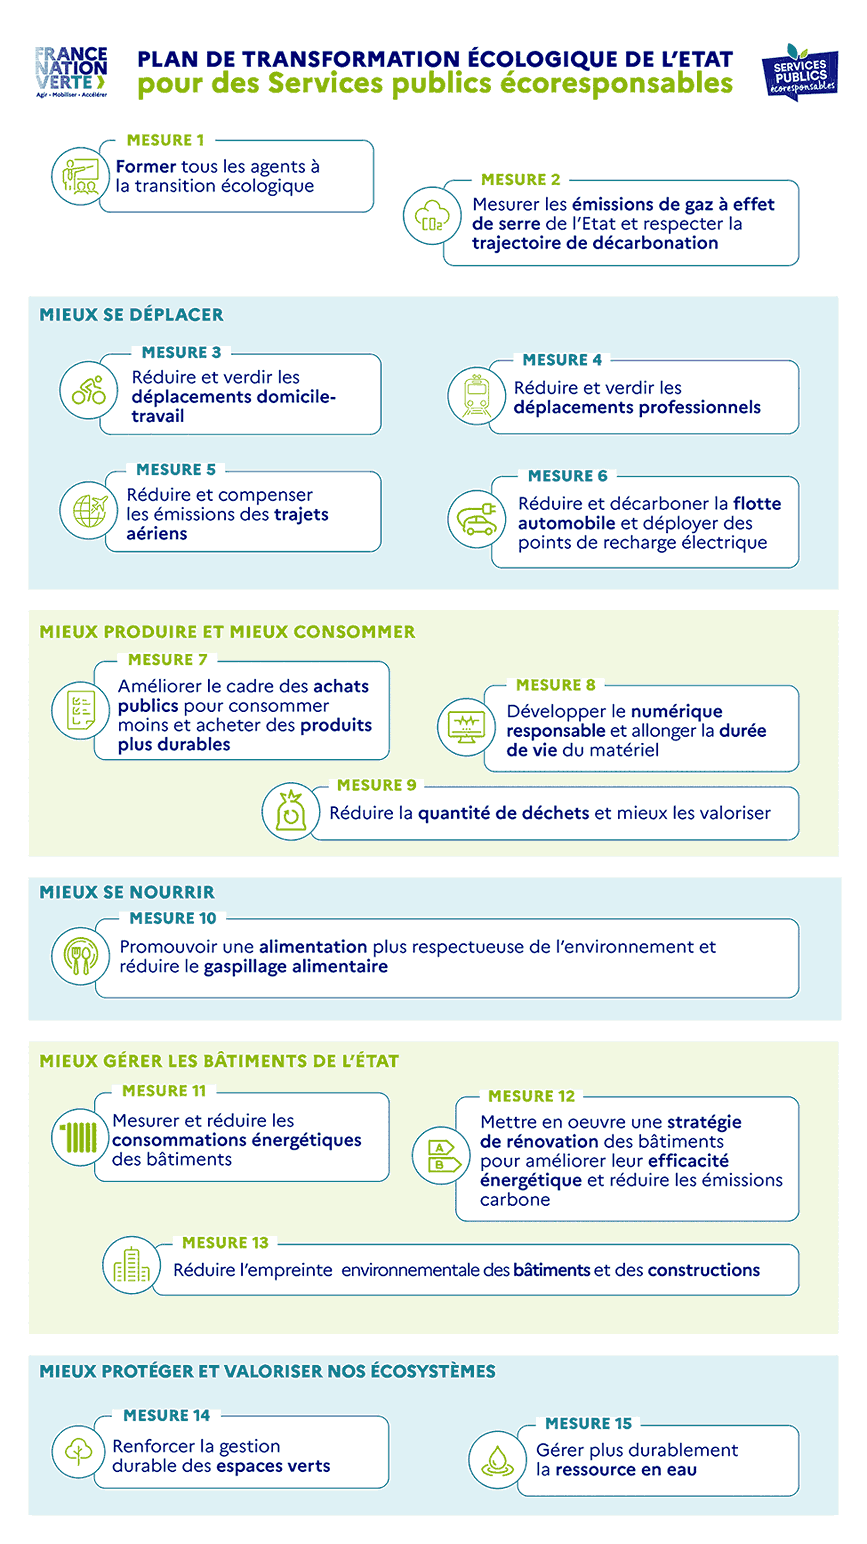 FRANCE
NATION
VERTE
Agir • Mobiliser • Accélérer
PLAN DE TRANSFORMATION ÉCOLOGIQUE DE L'ETAT
pour des Services publics écoresponsables
SERVICES
PUBLICS
écoresponsables
MESURE 1
Former tous les agents à
la transition écologique
MESURE 2
CO₂
Mesurer les émissions de gaz à effet
de serre de l'Etat et respecter la
trajectoire de décarbonation
MIEUX SE DÉPLACER
MESURE 3
Réduire et verdir les
déplacements domicile-
travail
MESURE 4
Réduire et verdir les
déplacements professionnels
MESURE 5
Réduire et compenser
les émissions des trajets
aériens
MESURE 6
Réduire et décarboner la flotte
automobile et déployer des
points de recharge électrique
MIEUX PRODUIRE ET MIEUX CONSOMMER
MESURE 7
Améliorer le cadre des achats
publics pour consommer
moins et acheter des produits
plus durables
MESURE 8
Développer le numérique
responsable et allonger la durée
de vie du matériel
MESURE 9
Réduire la quantité de déchets et mieux les valoriser
MIEUX SE NOURRIR
MESURE 10
Promouvoir une alimentation plus respectueuse de l'environnement et
réduire le gaspillage alimentaire
MIEUX GÉRER LES BÂTIMENTS DE L'ÉTAT
MESURE 11
Mesurer et réduire les
consommations énergétiques
des bâtiments
MESURE 12
A
B
Mettre en oeuvre une stratégie
de rénovation des bâtiments
pour améliorer leur efficacité
énergétique et réduire les émissions
carbone
MESURE 13
Réduire l'empreinte environnementale des bâtiments et des constructions
MIEUX PROTÉGER ET VALORISER NOS ÉCOSYSTÈMES
MESURE 14
Renforcer la gestion
durable des espaces verts
MESURE 15
Gérer plus durablement
la ressource en eau